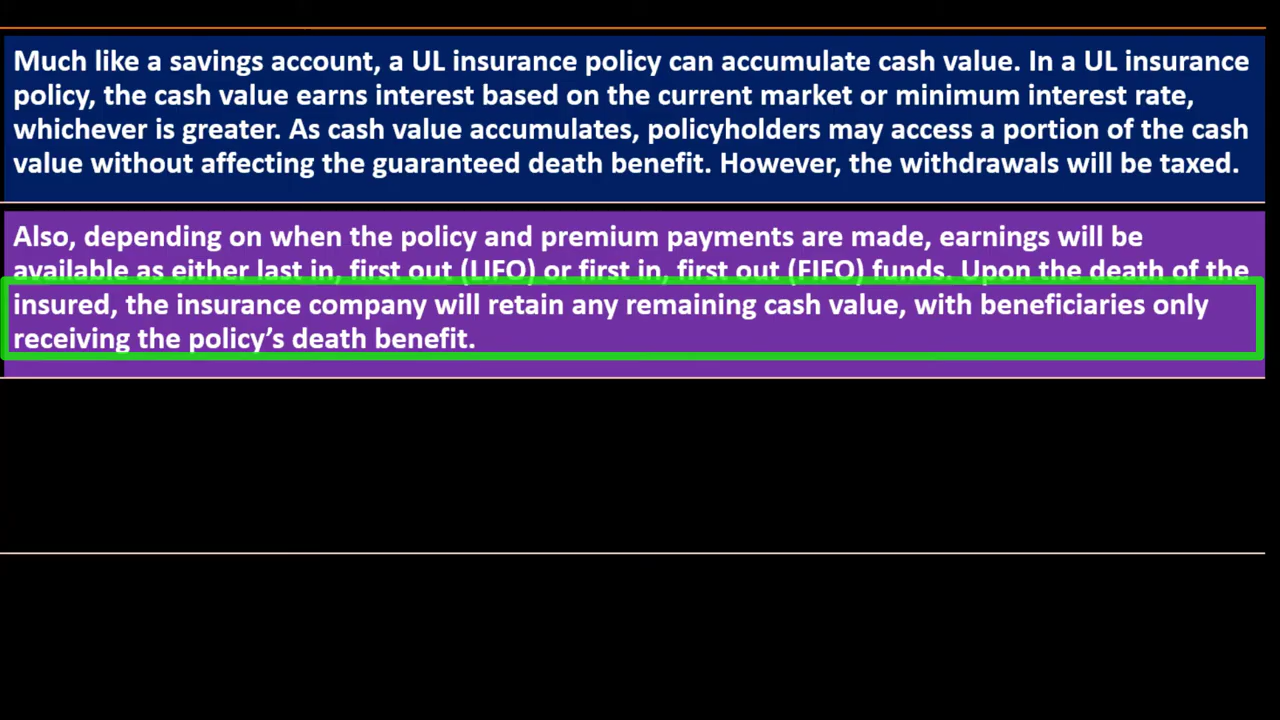 Much like a savings account, a UL insurance policy can accumulate cash value. In a UL insurance
policy, the cash value earns interest based on the current market or minimum interest rate,
whichever is greater. As cash value accumulates, policyholders may access a portion of the cash
value without affecting the guaranteed death benefit. However, the withdrawals will be taxed.
Also, depending on when the policy and premium payments are made, earnings will be
available as either last in, first out (LIFO) or first in, first out (FIFO) funds. Upon the death of the
insured, the insurance company will retain any remaining cash value, with beneficiaries only
receiving the policy’s death benefit.